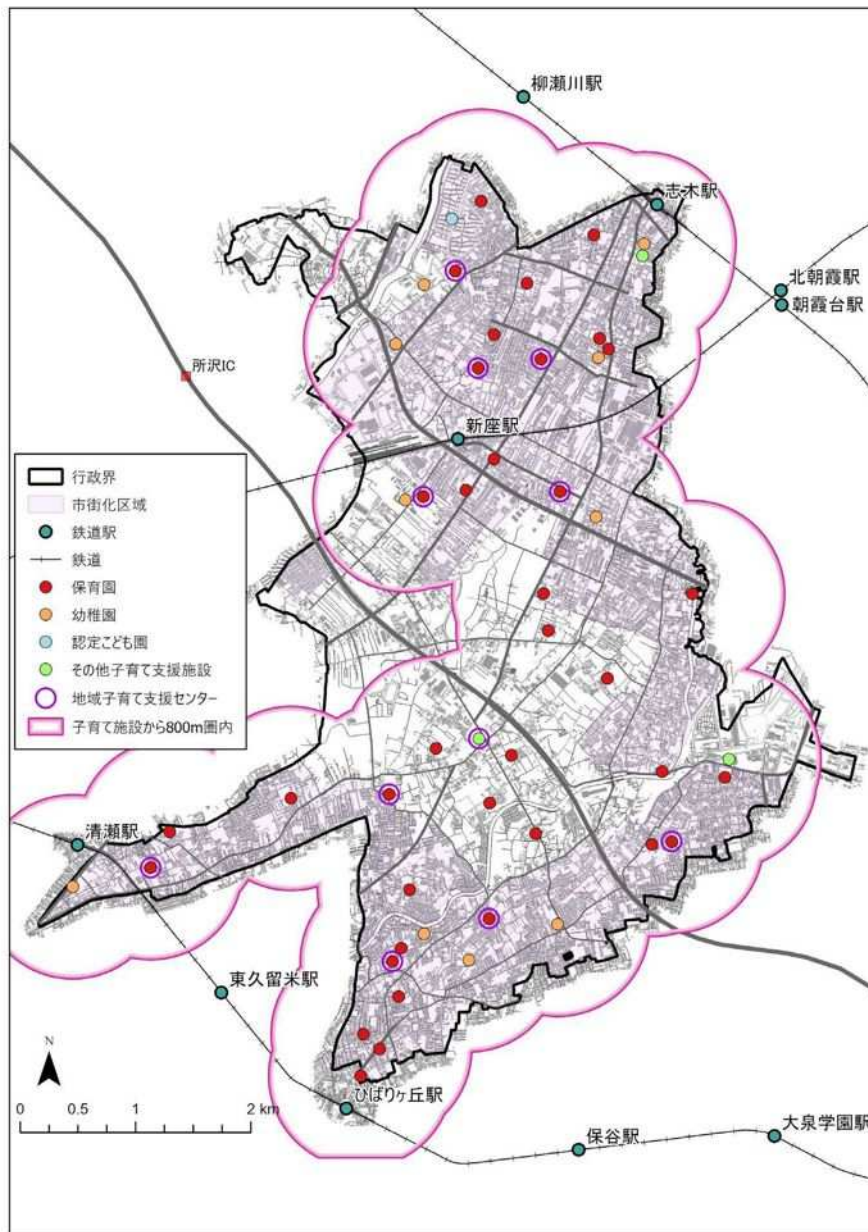 柳瀬川駅
志木駅
北朝霞駅
朝霞台駅
所沢IC
新座駅
行政界
市街化区域
鉄道駅
鉄道
保育園
幼稚園
認定こども園
その他子育て支援施設
地域子育て支援センター
子育て施設から800m圏内
清瀬駅
東久留米駅
ひばりヶ丘駅
保谷駅
大泉学園駅
N
0 0.5 1 2 km